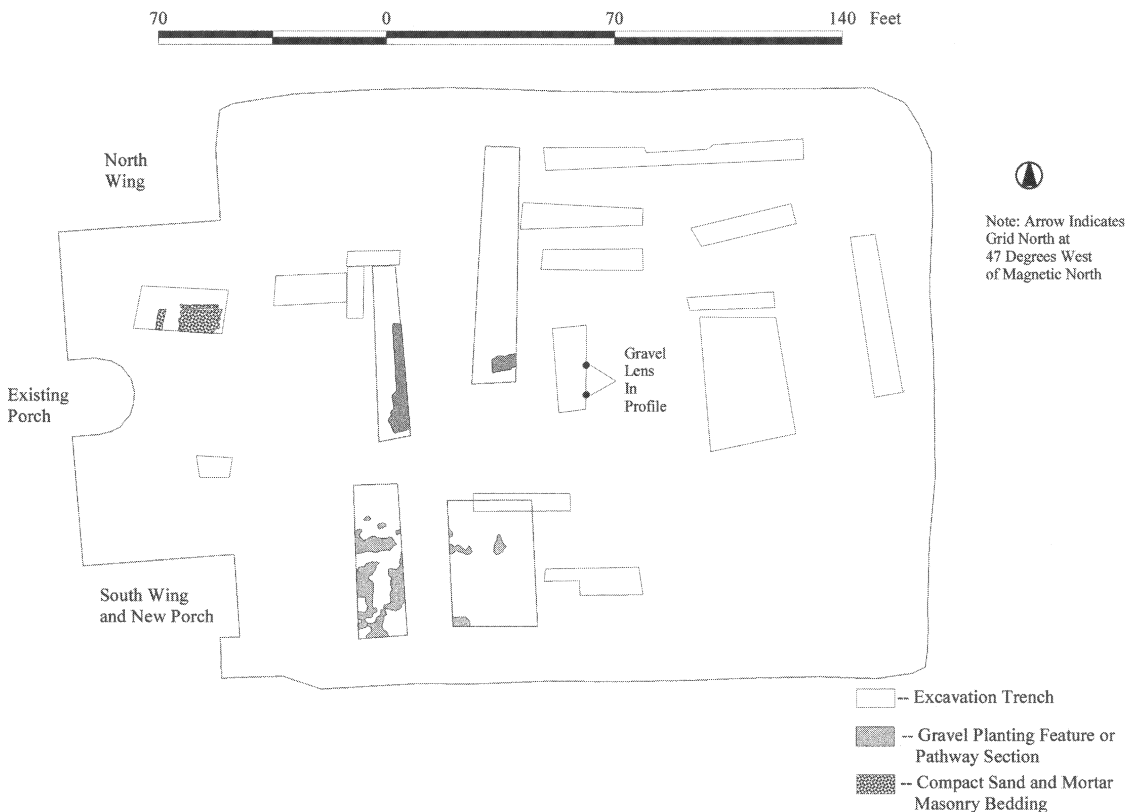 70 0 70 140 Feet
North
Wing
Note: Arrow Indicates
Grid North at
47 Degrees West
of Magnetic North
Gravel
Lens
In
Profile
Existing
Porch
South Wing
and New Porch
-- Excavation Trench
-- Gravel Planting Feature or
Pathway Section
-- Compact Sand and Mortar
Masonry Bedding